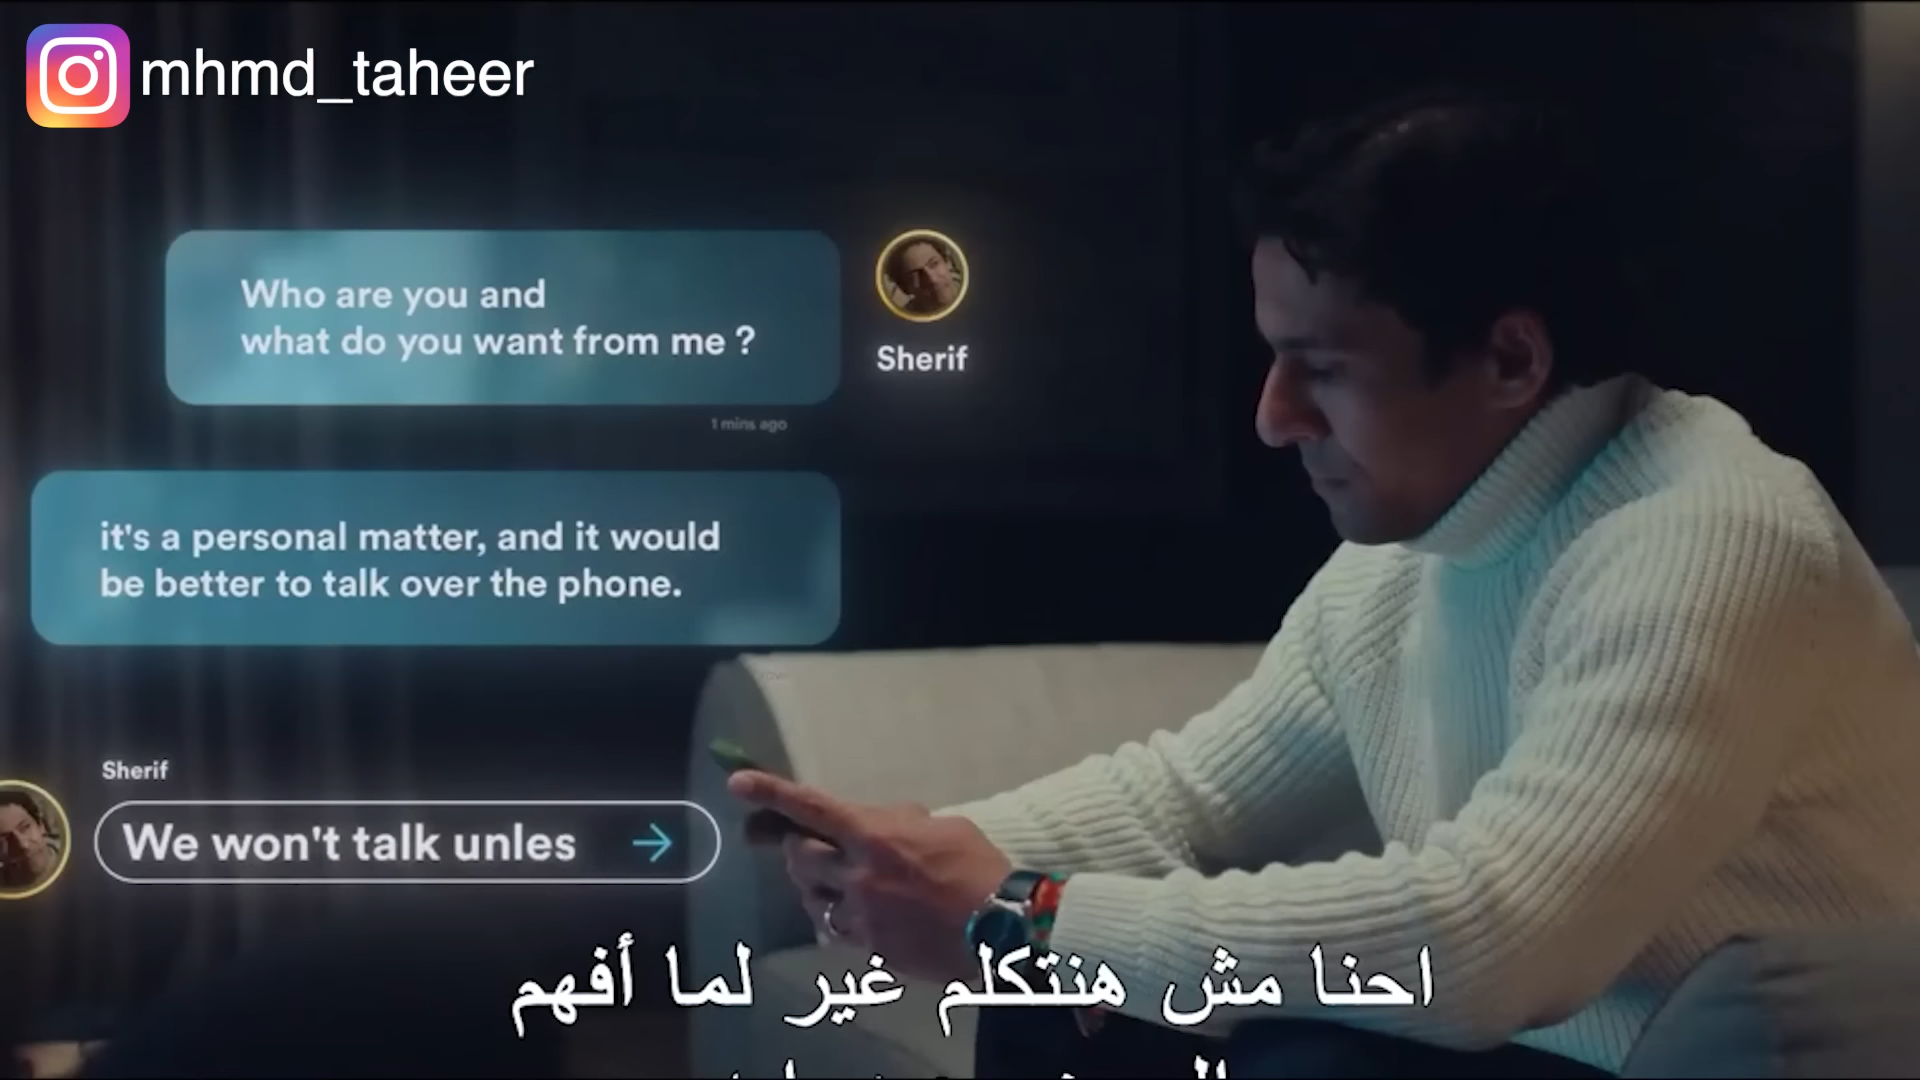 mhmd_taheer
Who are you and
what do you want from me ?
Sherif
1 mins ago
it's a personal matter, and it would
be better to talk over the phone.
Sherif
We won't talk unles
احنا مش هنتكلم غير لما أفهم